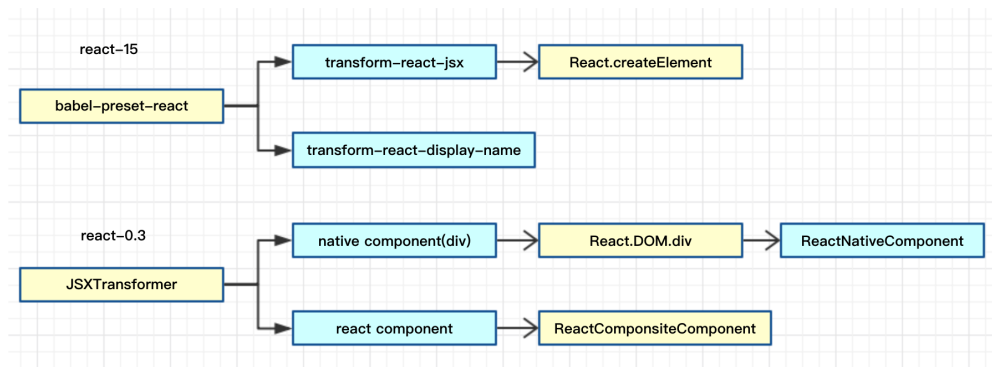 react-15
babel-preset-react
transform-react-jsx
React.createElement
transform-react-display-name
react-0.3
JSXTransformer
native component(div)
React.DOM.div
ReactNativeComponent
react component
ReactComponsiteComponent